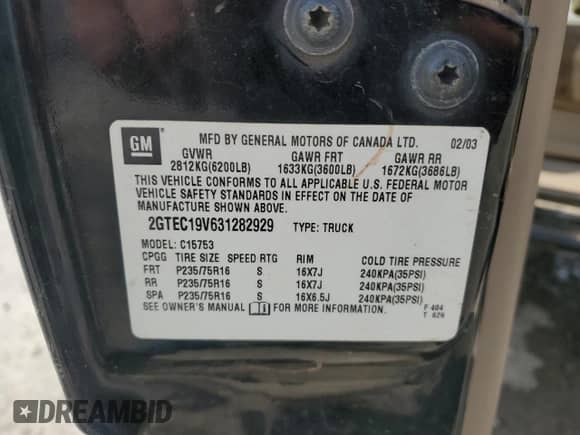 GM
MFD BY GENERAL MOTORS OF CANADA LTD. 02/03
GVWR GAWR FRT GAWR RR
2812KG(6200LB) 1633KG(3600LB) 1672KG(3686LB)
THIS VEHICLE CONFORMS TO ALL APPLICABLE U.S. FEDERAL MOTOR
VEHICLE SAFETY STANDARDS IN EFFECT ON THE DATE OF
MANUFACTURE SHOWN ABOVE.
2GTEC19V631282929 TYPE: TRUCK
MODEL: C15753
CPGG TIRE SIZE SPEED RTG RIM COLD TIRE PRESSURE
FRT P235/75R16 S 16X7J 240KPA(35PSI)
RR P235/75R16 S 16X7J 240KPA(35PSI)
SPA P235/75R16 S 16X6.5J 240KPA(35PSI)
SEE OWNER'S MANUAL FOR MORE INFORMATION. F 404
T 626
DREAMBID